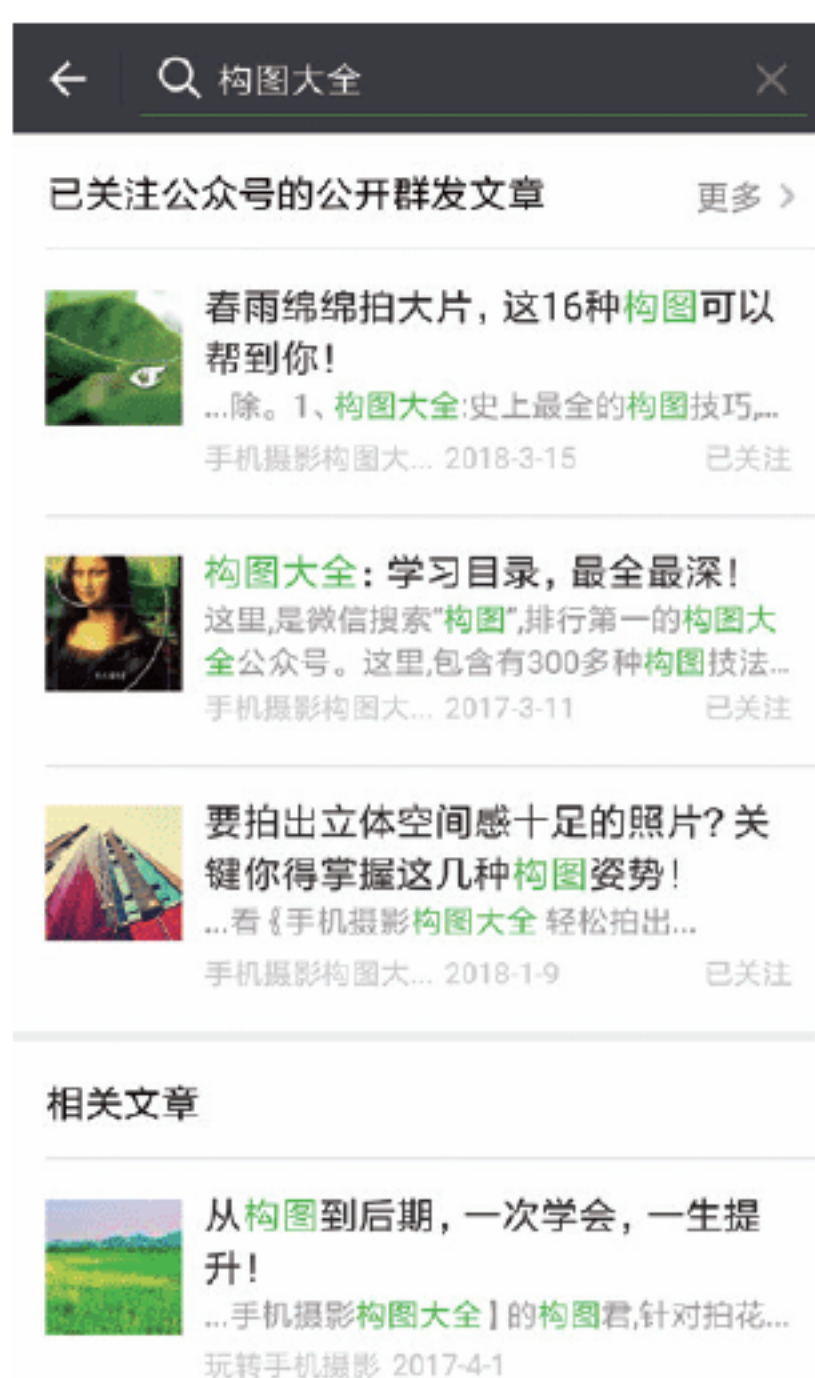 构图大全
已关注公众号的公开群发文章 更多
春雨绵绵拍大片，这16种构图可以
帮到你！
...除。1、构图大全:史上最全的构图技巧,...
手机摄影构图大... 2018-3-15 已关注
构图大全：学习目录，最全最深！
这里,是微信搜索“构图”,排行第一的构图大
全公众号。这里,包含有300多种构图技法...
手机摄影构图大... 2017-3-11 已关注
要拍出立体空间感十足的照片？关
键你得掌握这几种构图姿势！
...看《手机摄影构图大全 轻松拍出...
手机摄影构图大... 2018-1-9 已关注
相关文章
从构图到后期，一次学会，一生提
升！
...手机摄影构图大全】的构图君,针对拍花...
玩转手机摄影 2017-4-1